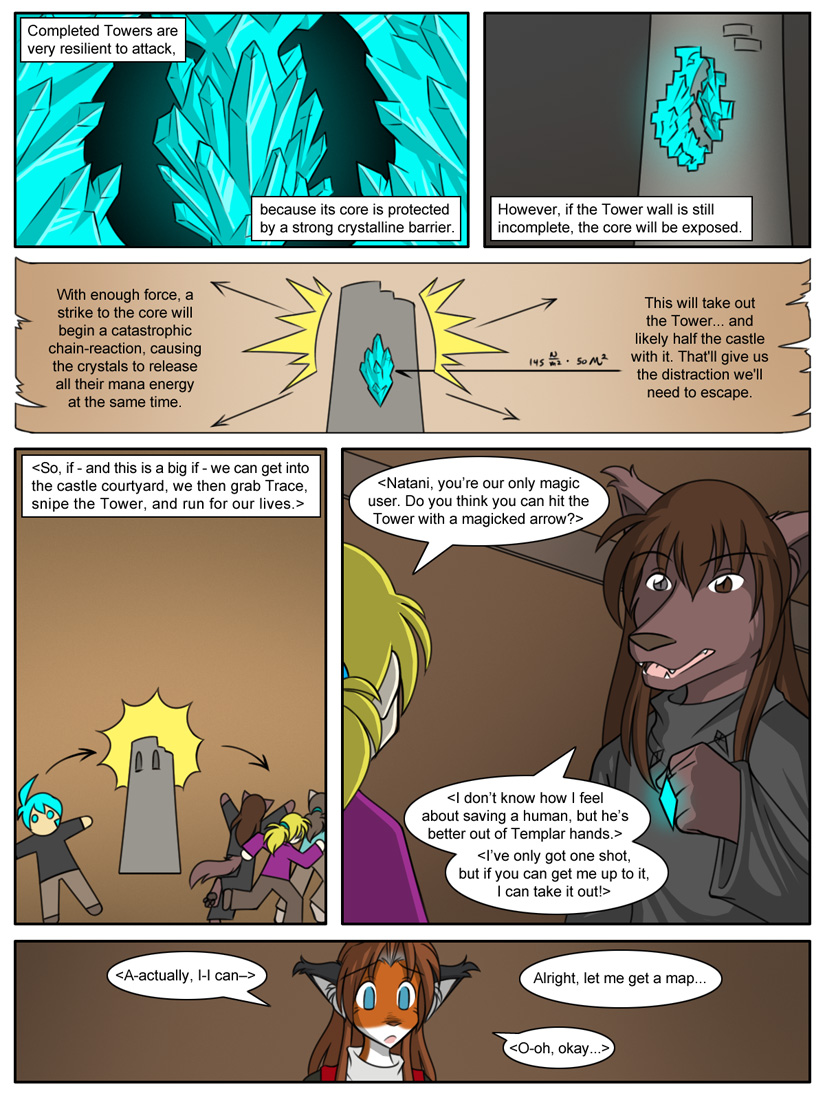 Completed Towers are
very resilient to attack,
because its core is protected
by a strong crystalline barrier.
However, if the Tower wall is still
incomplete, the core will be exposed.
With enough force, a
strike to the core will
begin a catastrophic
chain-reaction, causing
the crystals to release
all their mana energy
at the same time.
145 N/m² · 50 M²
This will take out
the Tower... and
likely half the castle
with it. That'll give us
the distraction we'll
need to escape.
<So, if - and this is a big if - we can get into
the castle courtyard, we then grab Trace,
snipe the Tower, and run for our lives.>
<Natani, you're our only magic
user. Do you think you can hit the
Tower with a magicked arrow?>
<I don't know how I feel
about saving a human, but he's
better out of Templar hands.>
<I've only got one shot,
but if you can get me up to it,
I can take it out!>
<A-actually, I-I can–>
Alright, let me get a map...
<O-oh, okay...>